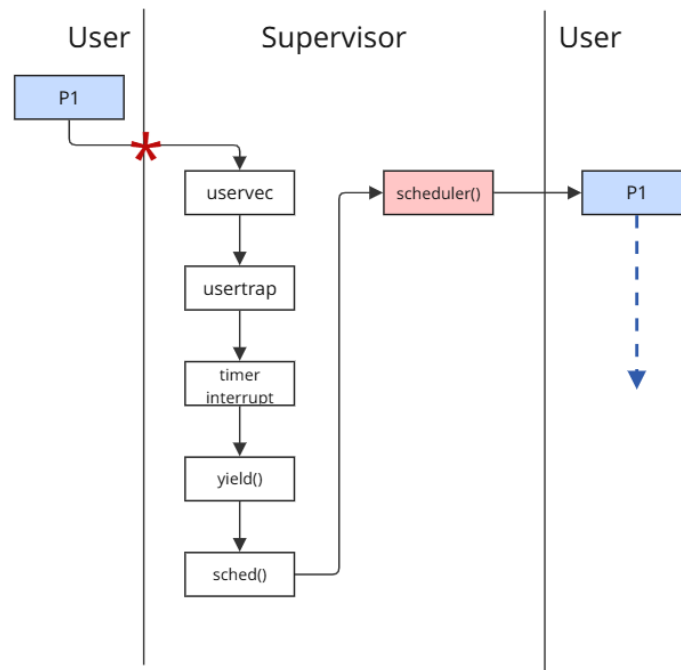 User
Supervisor
User
P1
*
uservec
scheduler()
P1
usertrap
timer
interrupt
yield()
sched()